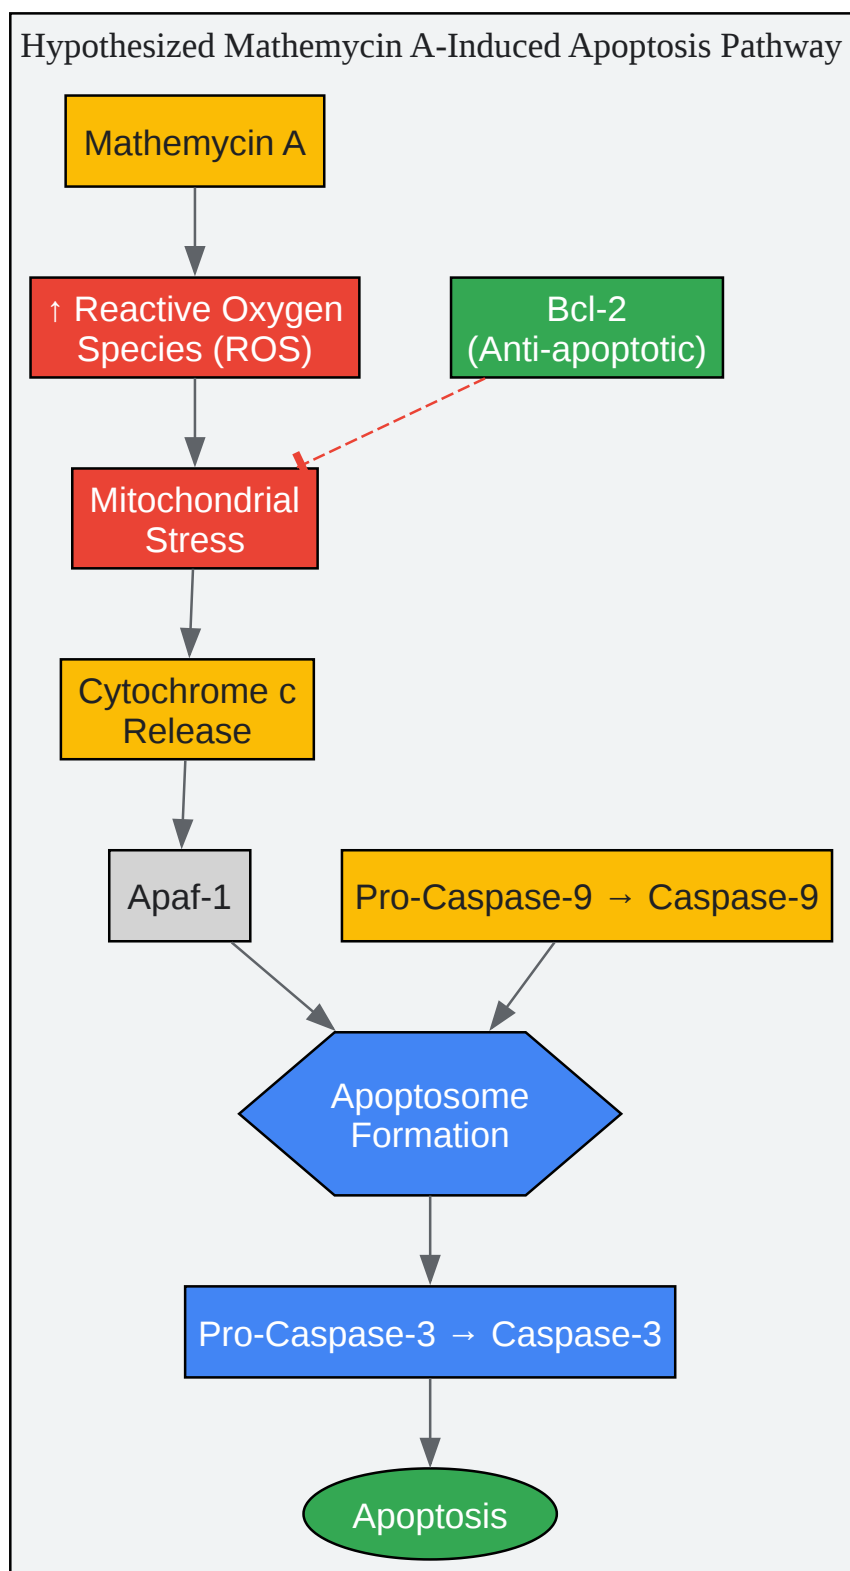 Hypothesized Mathemycin A-Induced Apoptosis Pathway
Mathemycin A
↑ Reactive Oxygen
Species (ROS)
Bcl-2
(Anti-apoptotic)
Mitochondrial
Stress
Cytochrome c
Release
Apaf-1
Pro-Caspase-9 → Caspase-9
Apoptosome
Formation
Pro-Caspase-3 → Caspase-3
Apoptosis